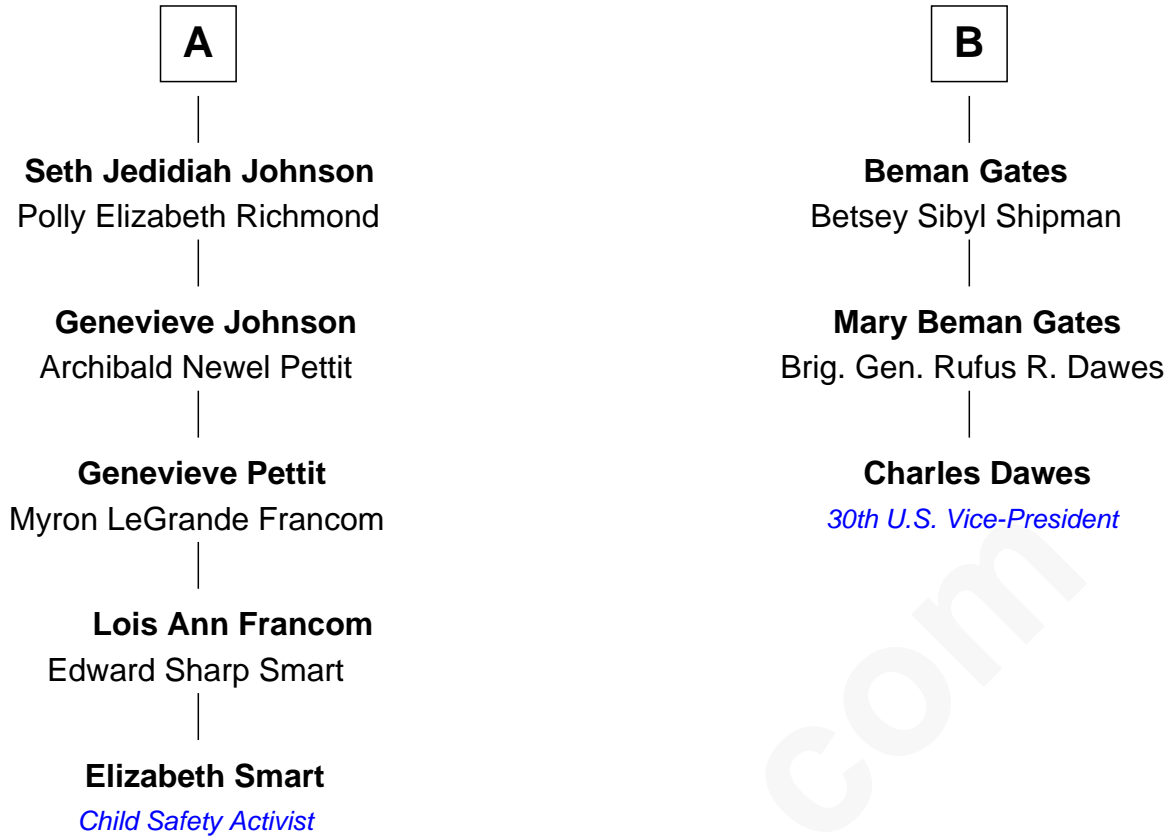 A
Seth Jedidiah Johnson
Polly Elizabeth Richmond
Genevieve Johnson
Archibald Newel Pettit
Genevieve Pettit
Myron LeGrande Francom
Lois Ann Francom
Edward Sharp Smart
Elizabeth Smart
Child Safety Activist
B
Beman Gates
Betsey Sibyl Shipman
Mary Beman Gates
Brig. Gen. Rufus R. Dawes
Charles Dawes
30th U.S. Vice-President
com